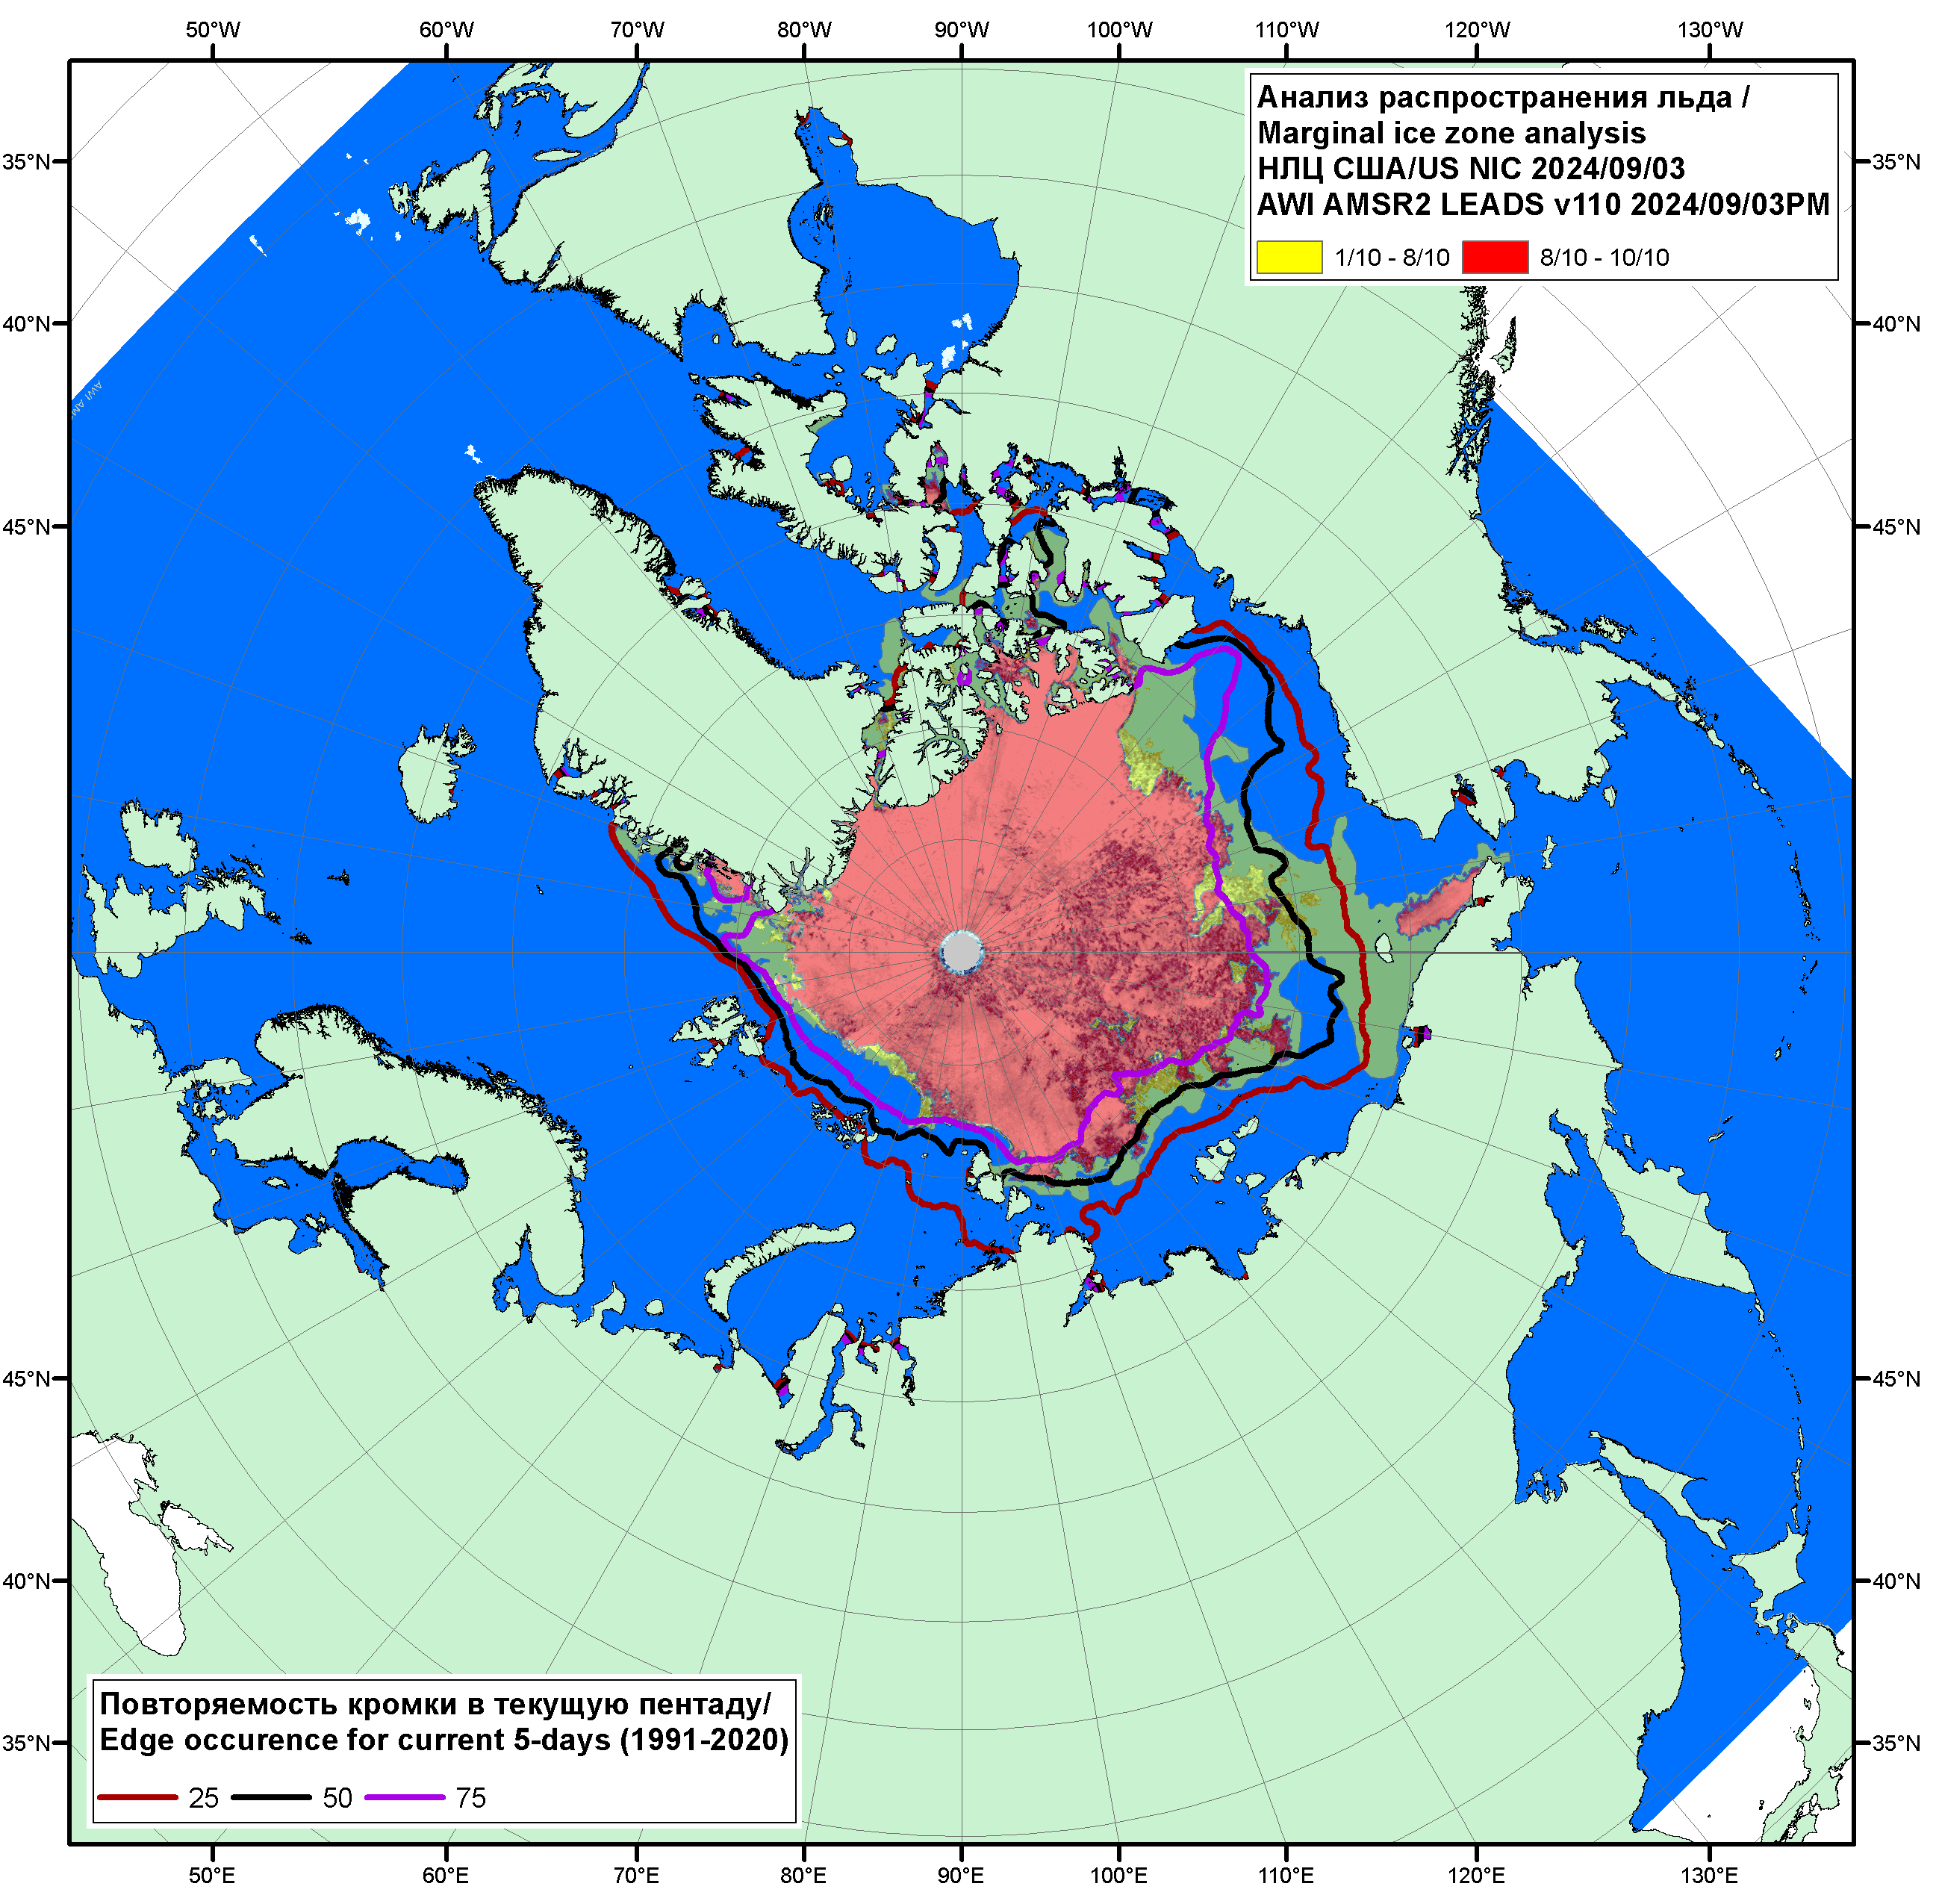 50°W 60°W 70°W 80°W 90°W 100°W 110°W 120°W 130°W
Анализ распространения льда /
Marginal ice zone analysis
НЛЦ США/US NIC 2024/09/03
AWI AMSR2 LEADS v110 2024/09/03PM
1/10 - 8/10 8/10 - 10/10
35°N 35°N
40°N 40°N
AWI AM
45°N 45°N
45°N 45°N
40°N 40°N
35°N 35°N
Повторяемость кромки в текущую пентаду/
Edge occurence for current 5-days (1991-2020)
25 50 75
50°E 60°E 70°E 80°E 90°E 100°E 110°E 120°E 130°E